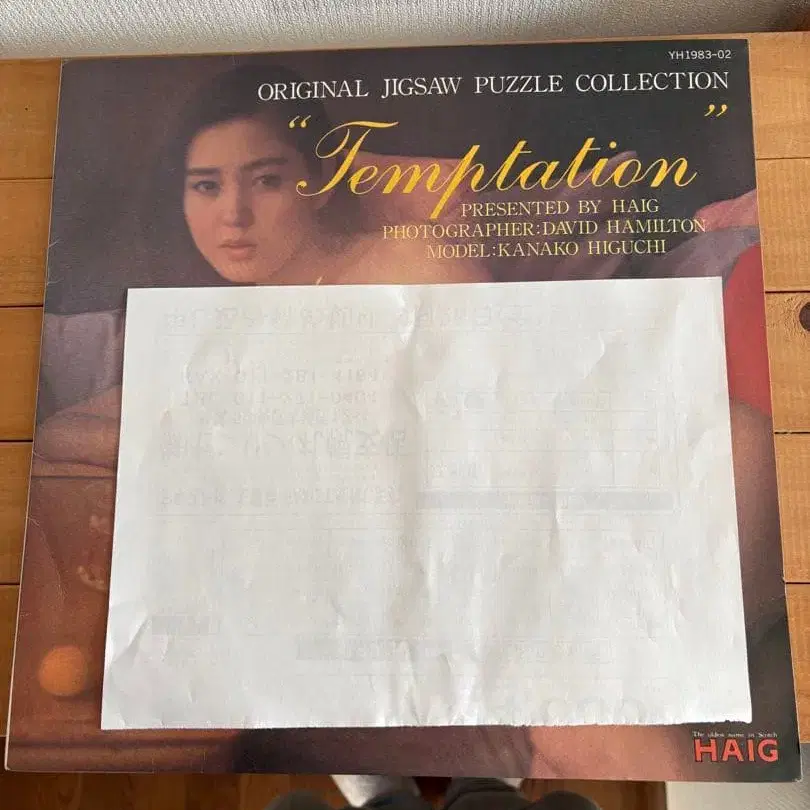 YH1983-02
ORIGINAL JIGSAW PUZZLE COLLECTION
"Temptation"
PRESENTED BY HAIG
PHOTOGRAPHER:DAVID HAMILTON
MODEL:KANAKO HIGUCHI
The oldest name in Scotch
HAIG